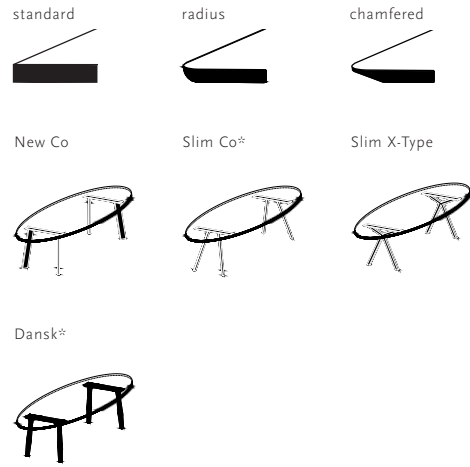 standard
radius
chamfered
New Co
Slim Co*
Slim X-Type
Dansk*